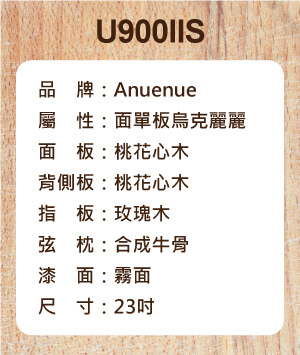 U900IIS
品　牌：Anuenue
屬　性：面單板烏克麗麗
面　板：桃花心木
背側板：桃花心木
指　板：玫瑰木
弦　枕：合成牛骨
漆　面：霧面
尺　寸：23吋